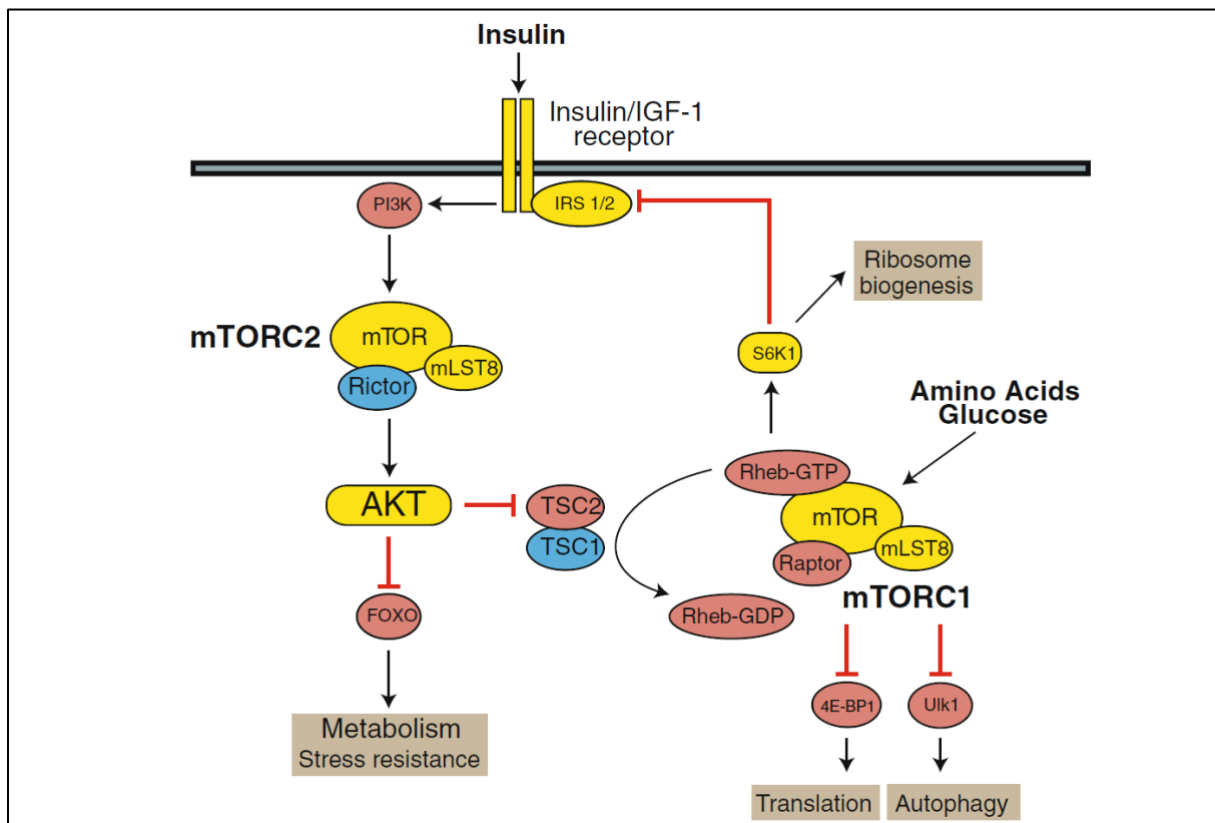 Insulin
Insulin/IGF-1
receptor
PI3K
IRS 1/2
Ribosome
biogenesis
mTORC2
mTOR
mLST8
Rictor
S6K1
Amino Acids
Glucose
AKT
TSC2
TSC1
Rheb-GTP
mTOR
mLST8
Raptor
mTORC1
FOXO
Rheb-GDP
4E-BP1
Ulk1
Metabolism
Stress resistance
Translation
Autophagy